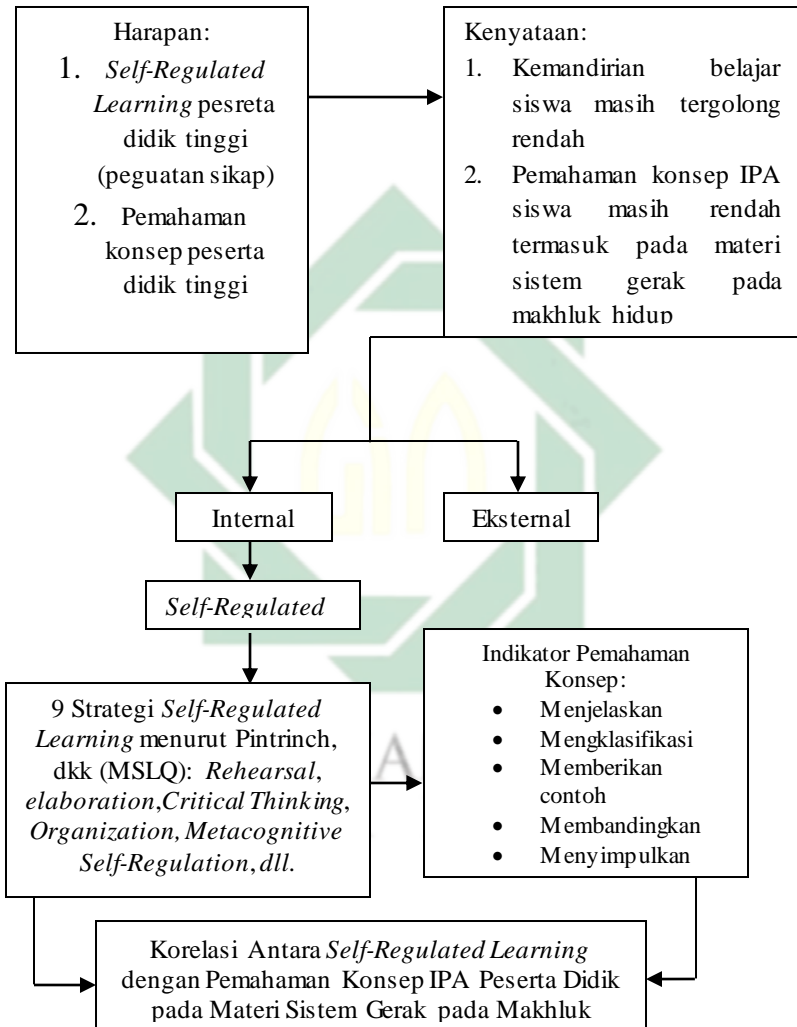 Harapan:
1. Self-Regulated
Learning pesreta
didik tinggi
(peguatan sikap)
2. Pemahaman
konsep peserta
didik tinggi
Kenyataan:
1. Kemandirian belajar
siswa masih tergolong
rendah
2. Pemahaman konsep IPA
siswa masih rendah
termasuk pada materi
sistem gerak pada
makhluk hidup
Internal
Eksternal
Self-Regulated
9 Strategi Self-Regulated
Learning menurut Pintrinch,
dkk (MSLQ): Rehearsal,
elaboration,Critical Thinking,
Organization, Metacognitive
Self-Regulation, dll.
Indikator Pemahaman
Konsep:
• Menjelaskan
• Mengklasifikasi
• Memberikan
contoh
• Membandingkan
• Menyimpulkan
A
Korelasi Antara Self-Regulated Learning
dengan Pemahaman Konsep IPA Peserta Didik
pada Materi Sistem Gerak pada Makhluk